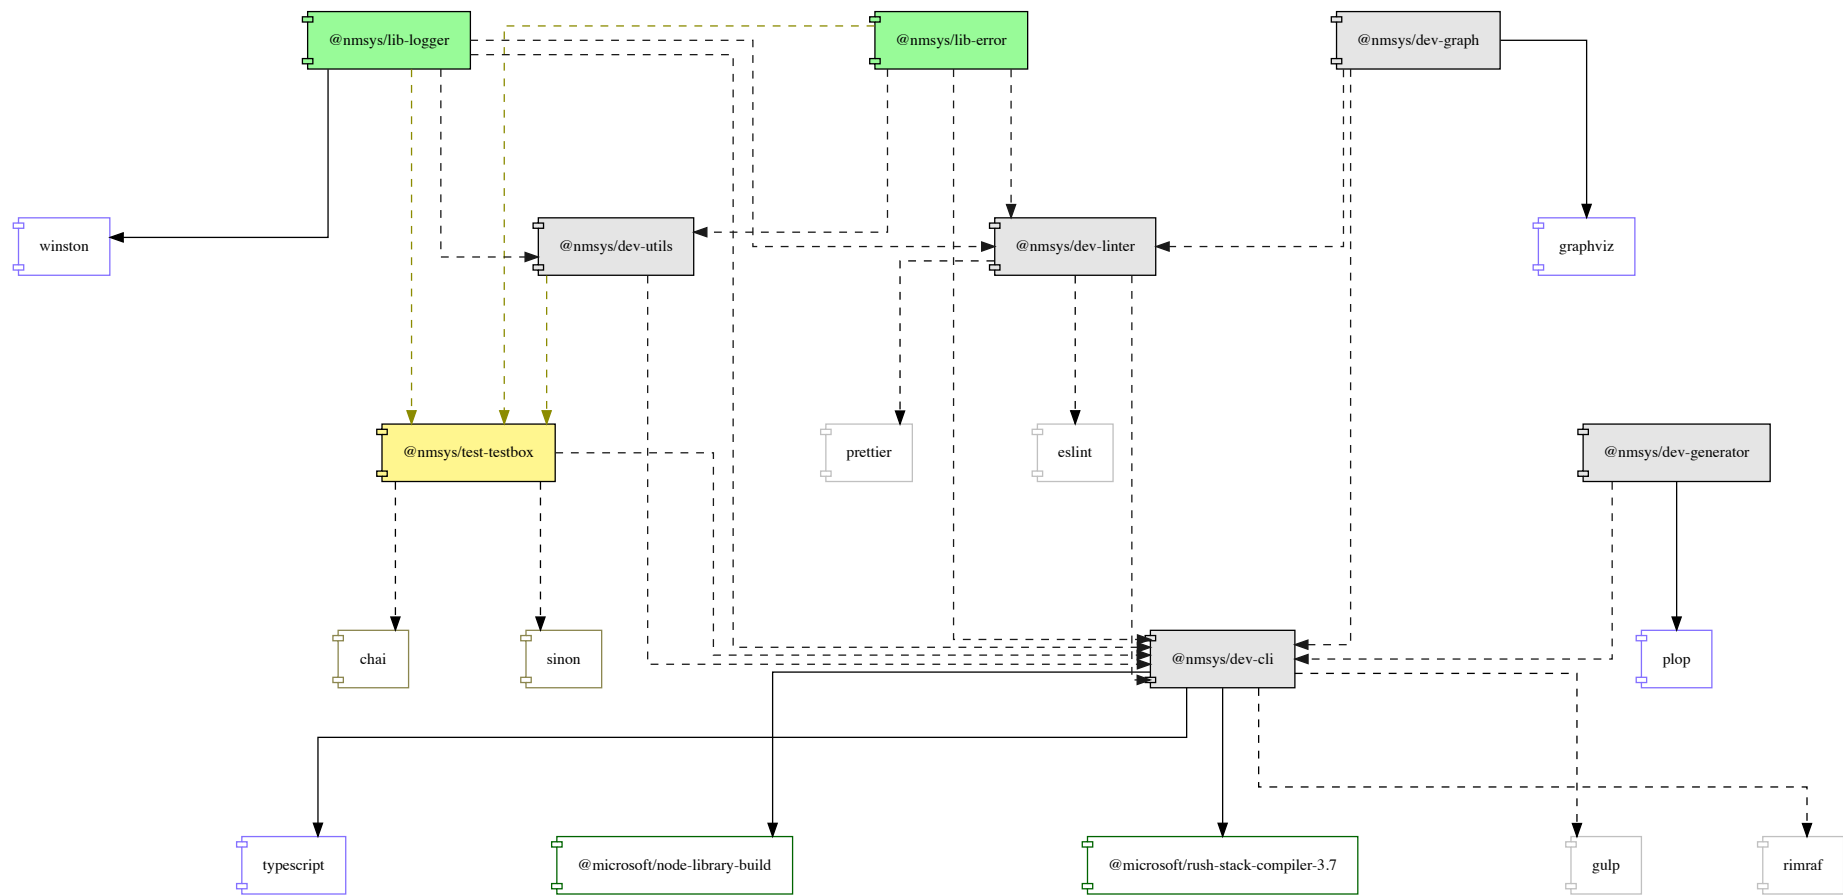 @nmsys/lib-logger
@nmsys/lib-error
@nmsys/dev-graph
winston
@nmsys/dev-utils
@nmsys/dev-linter
graphviz
@nmsys/test-testbox
prettier
eslint
@nmsys/dev-generator
chai
sinon
@nmsys/dev-cli
plop
typescript
@microsoft/node-library-build
@microsoft/rush-stack-compiler-3.7
gulp
rimraf